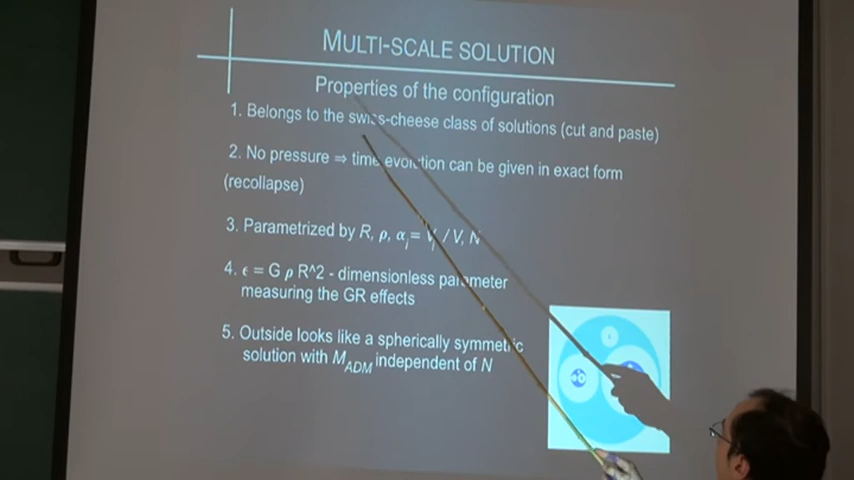 MULTI-SCALE SOLUTION
Properties of the configuration
1. Belongs to the swiss-cheese class of solutions (cut and paste)
2. No pressure ⇒ time evolution can be given in exact form
(recollapse)
3. Parametrized by R, ρ, αⱼ= Vⱼ / V, N
4. ϵ = G ρ R^2 - dimensionless parameter
measuring the GR effects
5. Outside looks like a spherically symmetric
solution with M_ADM independent of N